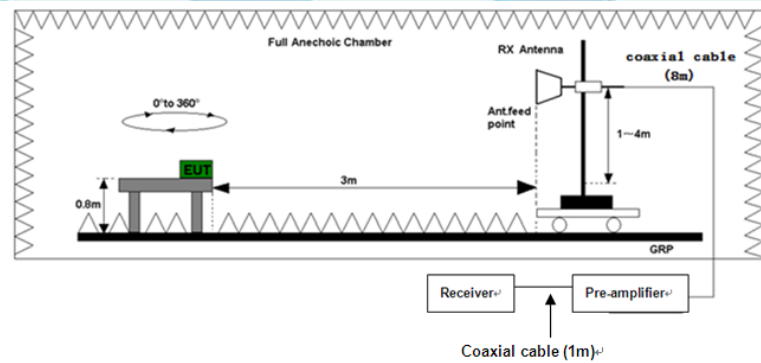 Full Anechoic Chamber
RX Antenna
coaxial cable
(8m)
0°to 360°
Ant.feed
point
1—4m
EUT
3m
0.8m
GRP
Receiver↵
Pre-amplifier↵
Coaxial cable (1m)↵